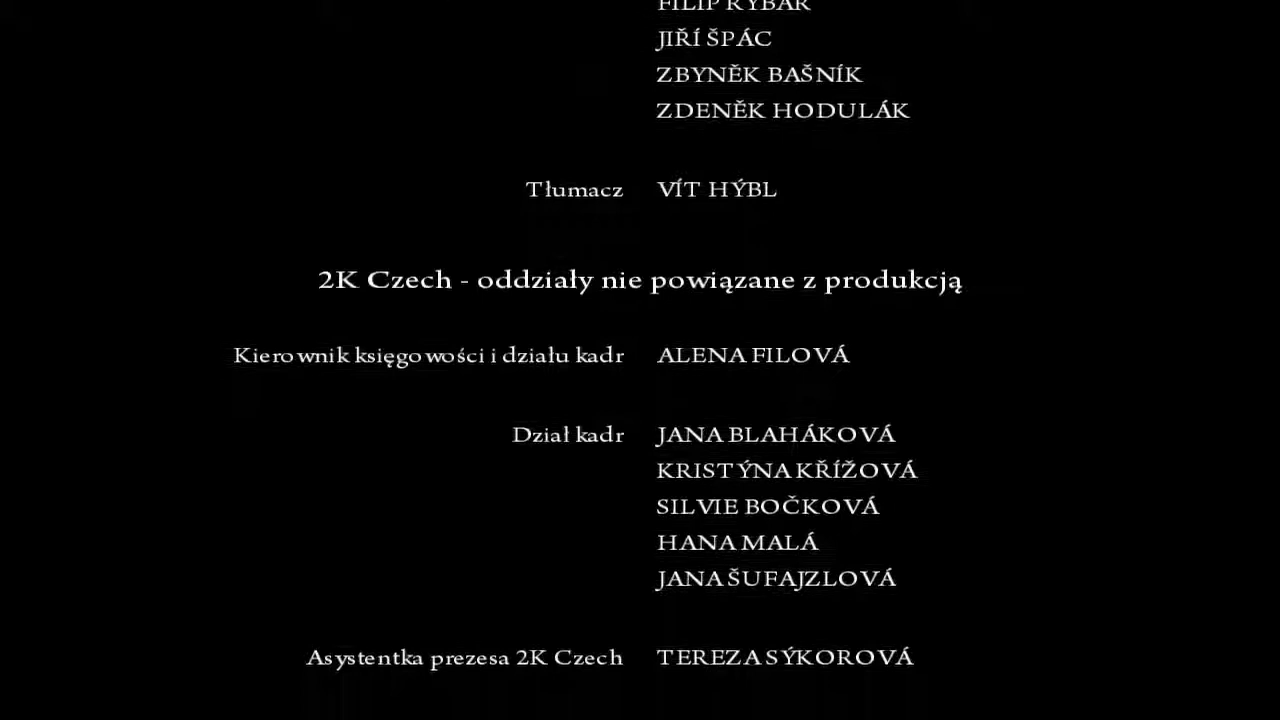 FILIP RYBÁR
JIŘÍ ŠPÁC
ZBYNĚK BAŠNÍK
ZDENĚK HODULÁK
Tłumacz VÍT HÝBL
2K Czech - oddziały nie powiązane z produkcją
Kierownik księgowości i działu kadr ALENA FILOVÁ
Dział kadr JANA BLAHÁKOVÁ
KRISTÝNA KŘÍŽOVÁ
SILVIE BOČKOVÁ
HANA MALÁ
JANA ŠUFAJZLOVÁ
Asystentka prezesa 2K Czech TEREZA SÝKOROVÁ